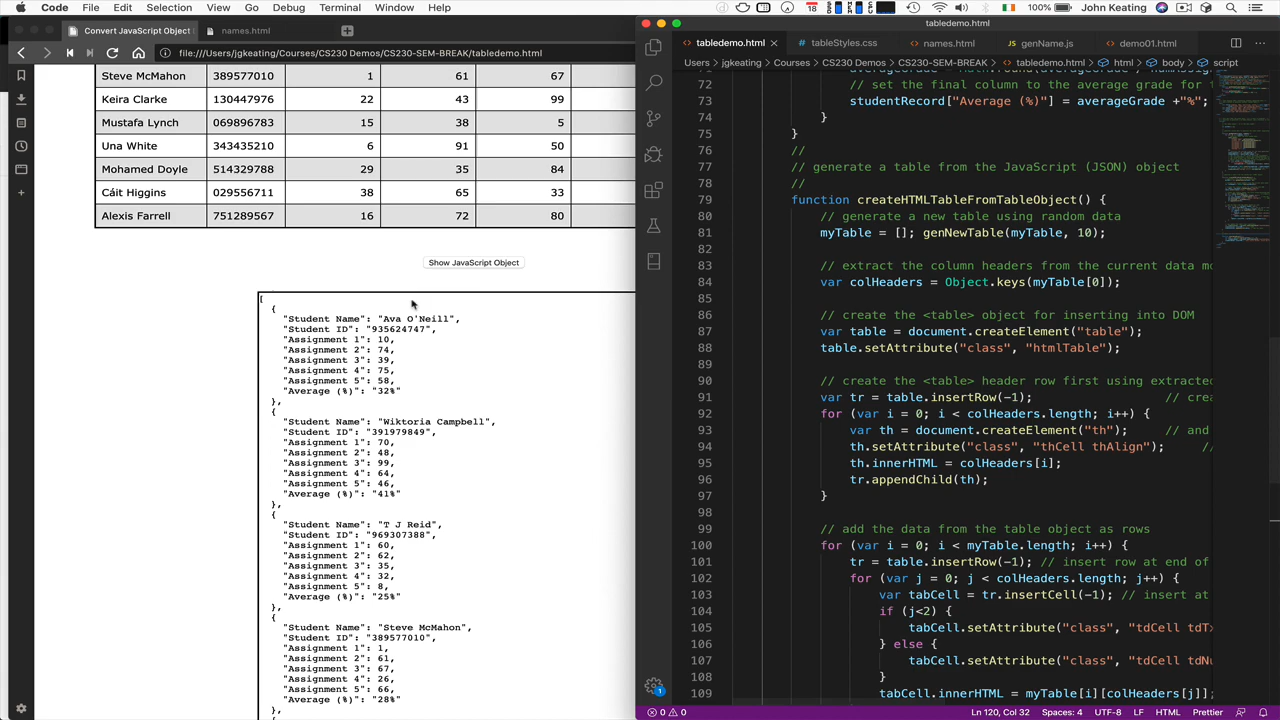 Code File Edit Selection View Go Debug Terminal Window Help 18 100% John Keating
Convert JavaScript Object names.html
file:///Users/jgkeating/Courses/CS230 Demos/CS230-SEM-BREAK/tabledemo.html
Steve McMahon 389577010 1 61 67
Keira Clarke 130447976 22 43 99
Mustafa Lynch 069896783 15 38 5
Una White 343435210 6 91 50
Mohamed Doyle 514329788 29 35 84
Cáit Higgins 029556711 38 65 33
Alexis Farrell 751289567 16 72 80
Show JavaScript Object
[
{
"Student Name": "Ava O'Neill",
"Student ID": "935624747",
"Assignment 1": 10,
"Assignment 2": 74,
"Assignment 3": 39,
"Assignment 4": 75,
"Assignment 5": 58,
"Average (%)": "32%"
},
{
"Student Name": "Wiktoria Campbell",
"Student ID": "391979849",
"Assignment 1": 70,
"Assignment 2": 48,
"Assignment 3": 99,
"Assignment 4": 64,
"Assignment 5": 46,
"Average (%)": "41%"
},
{
"Student Name": "T J Reid",
"Student ID": "969307388",
"Assignment 1": 60,
"Assignment 2": 62,
"Assignment 3": 35,
"Assignment 4": 32,
"Assignment 5": 8,
"Average (%)": "25%"
},
{
"Student Name": "Steve McMahon",
"Student ID": "389577010",
"Assignment 1": 1,
"Assignment 2": 61,
"Assignment 3": 67,
"Assignment 4": 26,
"Assignment 5": 66,
"Average (%)": "28%"
},
tabledemo.html
tabledemo.html tableStyles.css names.html genName.js demo01.html
Users > jgkeating > Courses > CS230 Demos > CS230-SEM-BREAK > tabledemo.html > html > body > script
72 // set the final column to the average grade for t
73 studentRecord["Average (%)"] = averageGrade +"%";
74 }
75 }
76 //
77 // generate a table from the JavaScript (JSON) object
78 //
79 function createHTMLTableFromTableObject() {
80 // generate a new table using random data
81 myTable = []; genNewTable(myTable, 10);
82
83 // extract the column headers from the current data mo
84 var colHeaders = Object.keys(myTable[0]);
85
86 // create the <table> object for inserting into DOM
87 var table = document.createElement("table");
88 table.setAttribute("class", "htmlTable");
89
90 // create the <table> header row first using extracted
91 var tr = table.insertRow(-1); // crea
92 for (var i = 0; i < colHeaders.length; i++) {
93 var th = document.createElement("th"); // and
94 th.setAttribute("class", "thCell thAlign"); //
95 th.innerHTML = colHeaders[i];
96 tr.appendChild(th);
97 }
98
99 // add the data from the table object as rows
100 for (var i = 0; i < myTable.length; i++) {
101 tr = table.insertRow(-1); // insert row at end of
102 for (var j = 0; j < colHeaders.length; j++) {
103 var tabCell = tr.insertCell(-1); // insert at
104 if (j<2) {
105 tabCell.setAttribute("class", "tdCell tdTx
106 } else {
107 tabCell.setAttribute("class", "tdCell tdNu
108 }
109 tabCell.innerHTML = myTable[i][colHeaders[j]];
0 0 Ln 120, Col 32 Spaces: 4 UTF-8 LF HTML Prettier